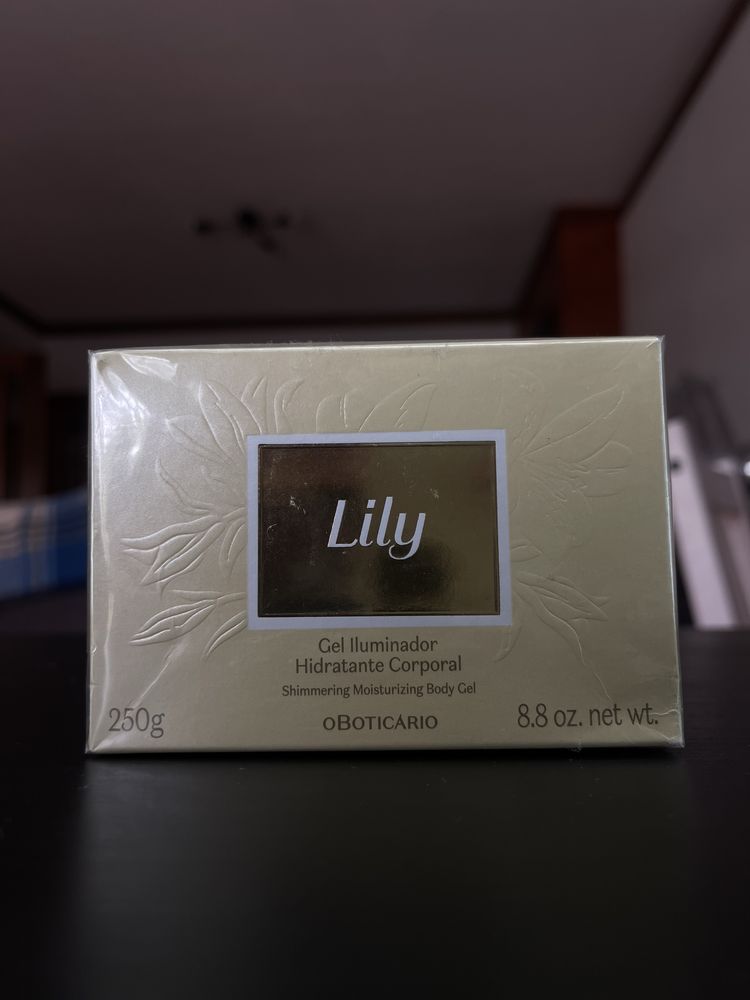 Lily
Gel Iluminador
Hidratante Corporal
Shimmering Moisturizing Body Gel
250g
oBOTICÁRIO
8.8 oz. net wt.